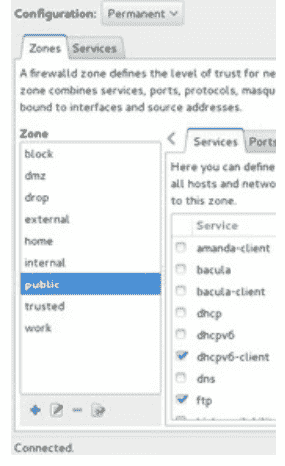 Configuration: Permanent
Zones Services
A firewalld zone defines the level of trust for ne
zone combines services, ports, protocols, masqu
bound to interfaces and source addresses.
Zone
block
dmz
drop
external
home
internal
public
trusted
work
Services Ports
Here you can define
all hosts and netwo
to this zone.
Service
amanda-client
bacula
bacula-client
dhcp
dhcpv6
dhcpv6-client
dns
ftp
Connected.